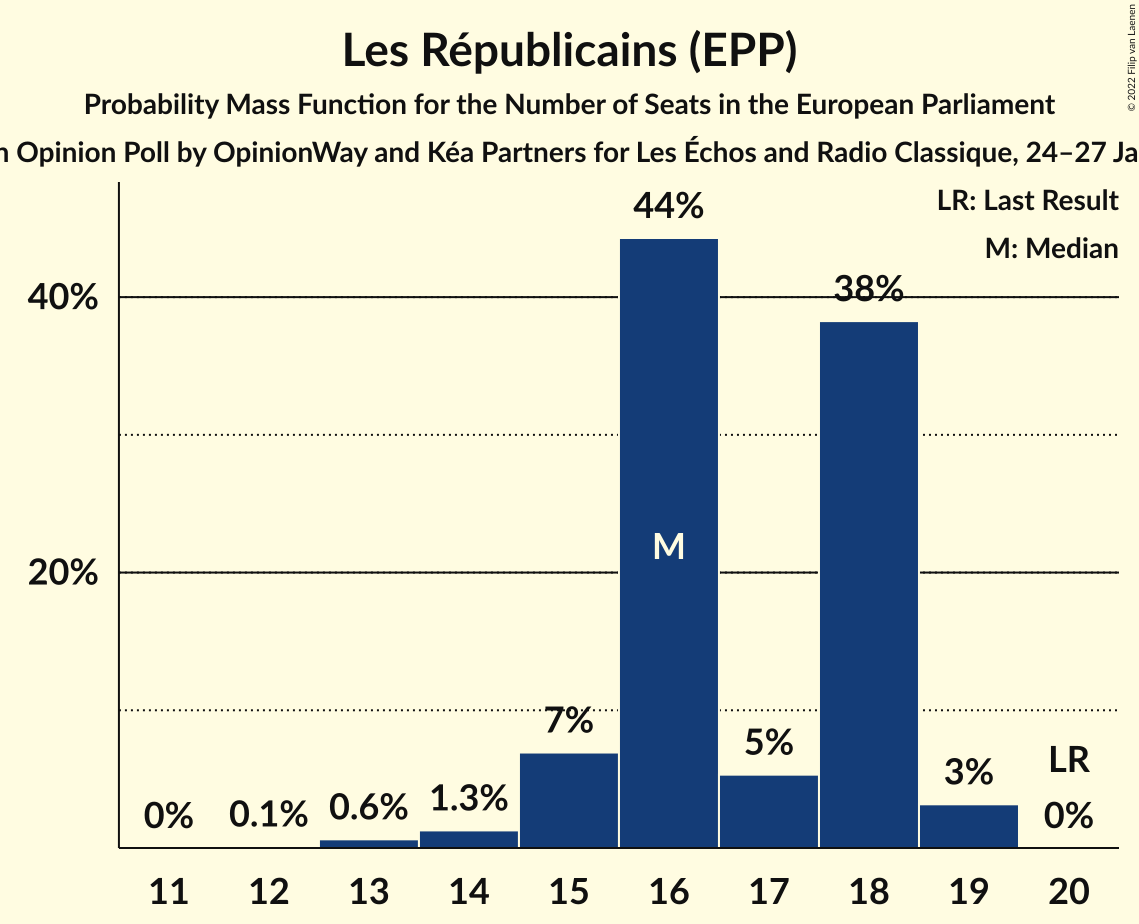 Les Républicains (EPP)
Probability Mass Function for the Number of Seats in the European Parliament
Opinion Poll by OpinionWay and Kéa Partners for Les Échos and Radio Classique, 24–27
© 2022 Filip van Laenen
LR: Last Result
M: Median
44%
38%
40%
M
20%
7%
5%
3%
LR
0%
0.1%
0.6%
1.3%
0%
11 12 13 14 15 16 17 18 19 20